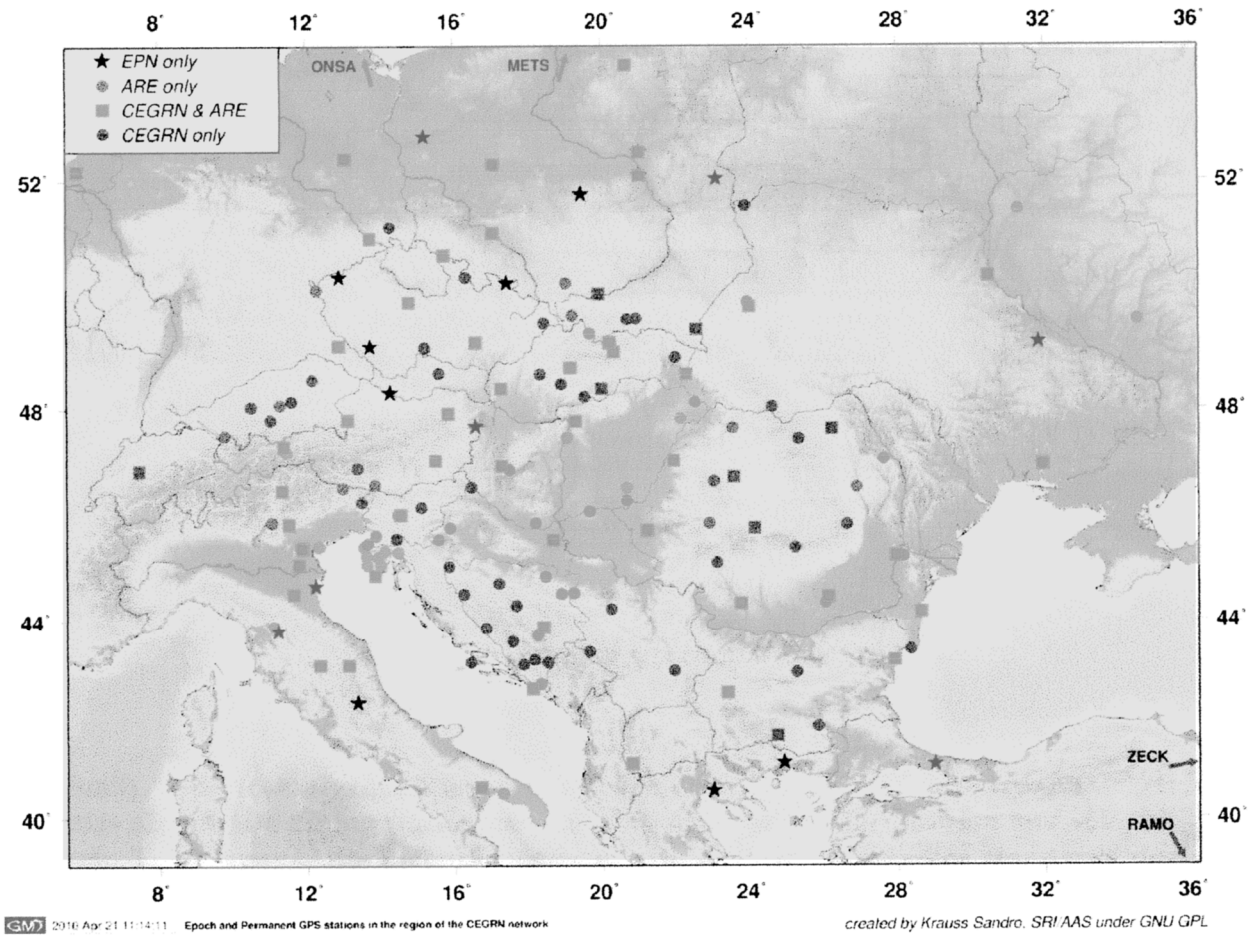 8° 12° 16° 20° 24° 28° 32° 36°
EPN only
ARE only
CEGRN & ARE
CEGRN only
ONSA
METS
52° 52°
48° 48°
44° 44°
ZECK
40° 40°
RAMO
8° 12° 16° 20° 24° 28° 32° 36°
GMT 2016 Apr 21 11:14:11 Epoch and Permanent GPS stations in the region of the CEGRN network
created by Krauss Sandro, SRI/AAS under GNU GPL